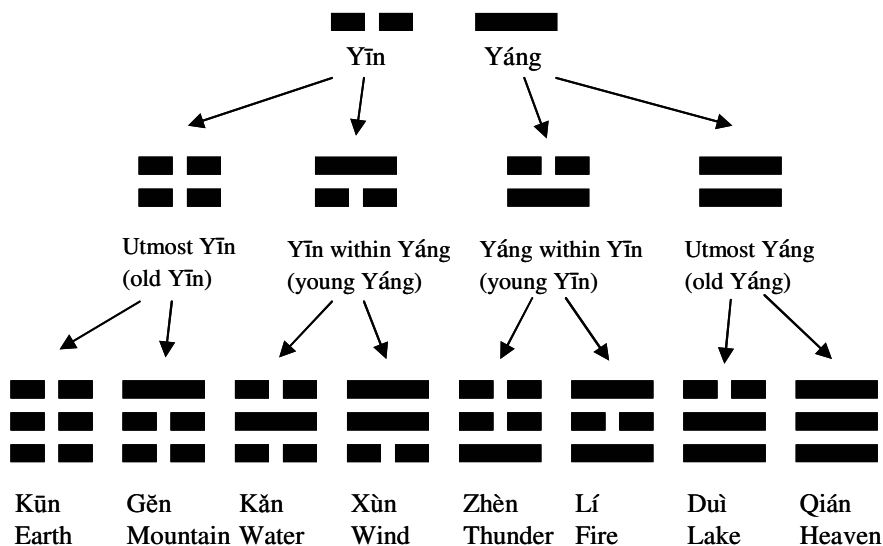 Yīn Yáng
Utmost Yīn Yīn within Yáng Yáng within Yīn Utmost Yáng
(old Yīn) (young Yáng) (young Yīn) (old Yáng)
Kūn Gĕn Kǎn Xùn Zhèn Lí Duì Qián
Earth Mountain Water Wind Thunder Fire Lake Heaven